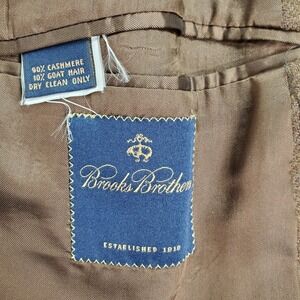 90% CASHMERE
10% GOAT HAIR
DRY CLEAN ONLY
Brooks Brothers
ESTABLISHED 1818